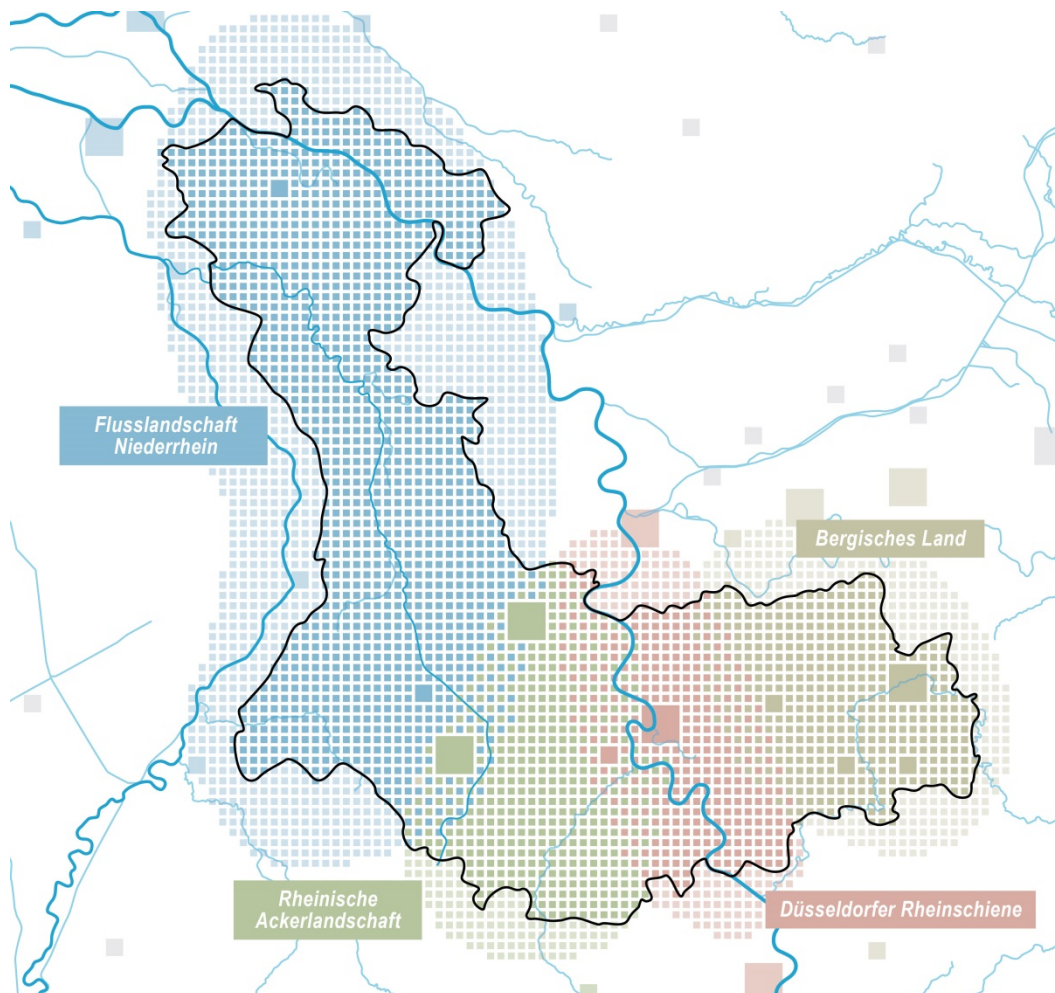 Flusslandschaft
Niederrhein
Bergisches Land
Rheinische
Ackerlandschaft
Düsseldorfer Rheinschiene